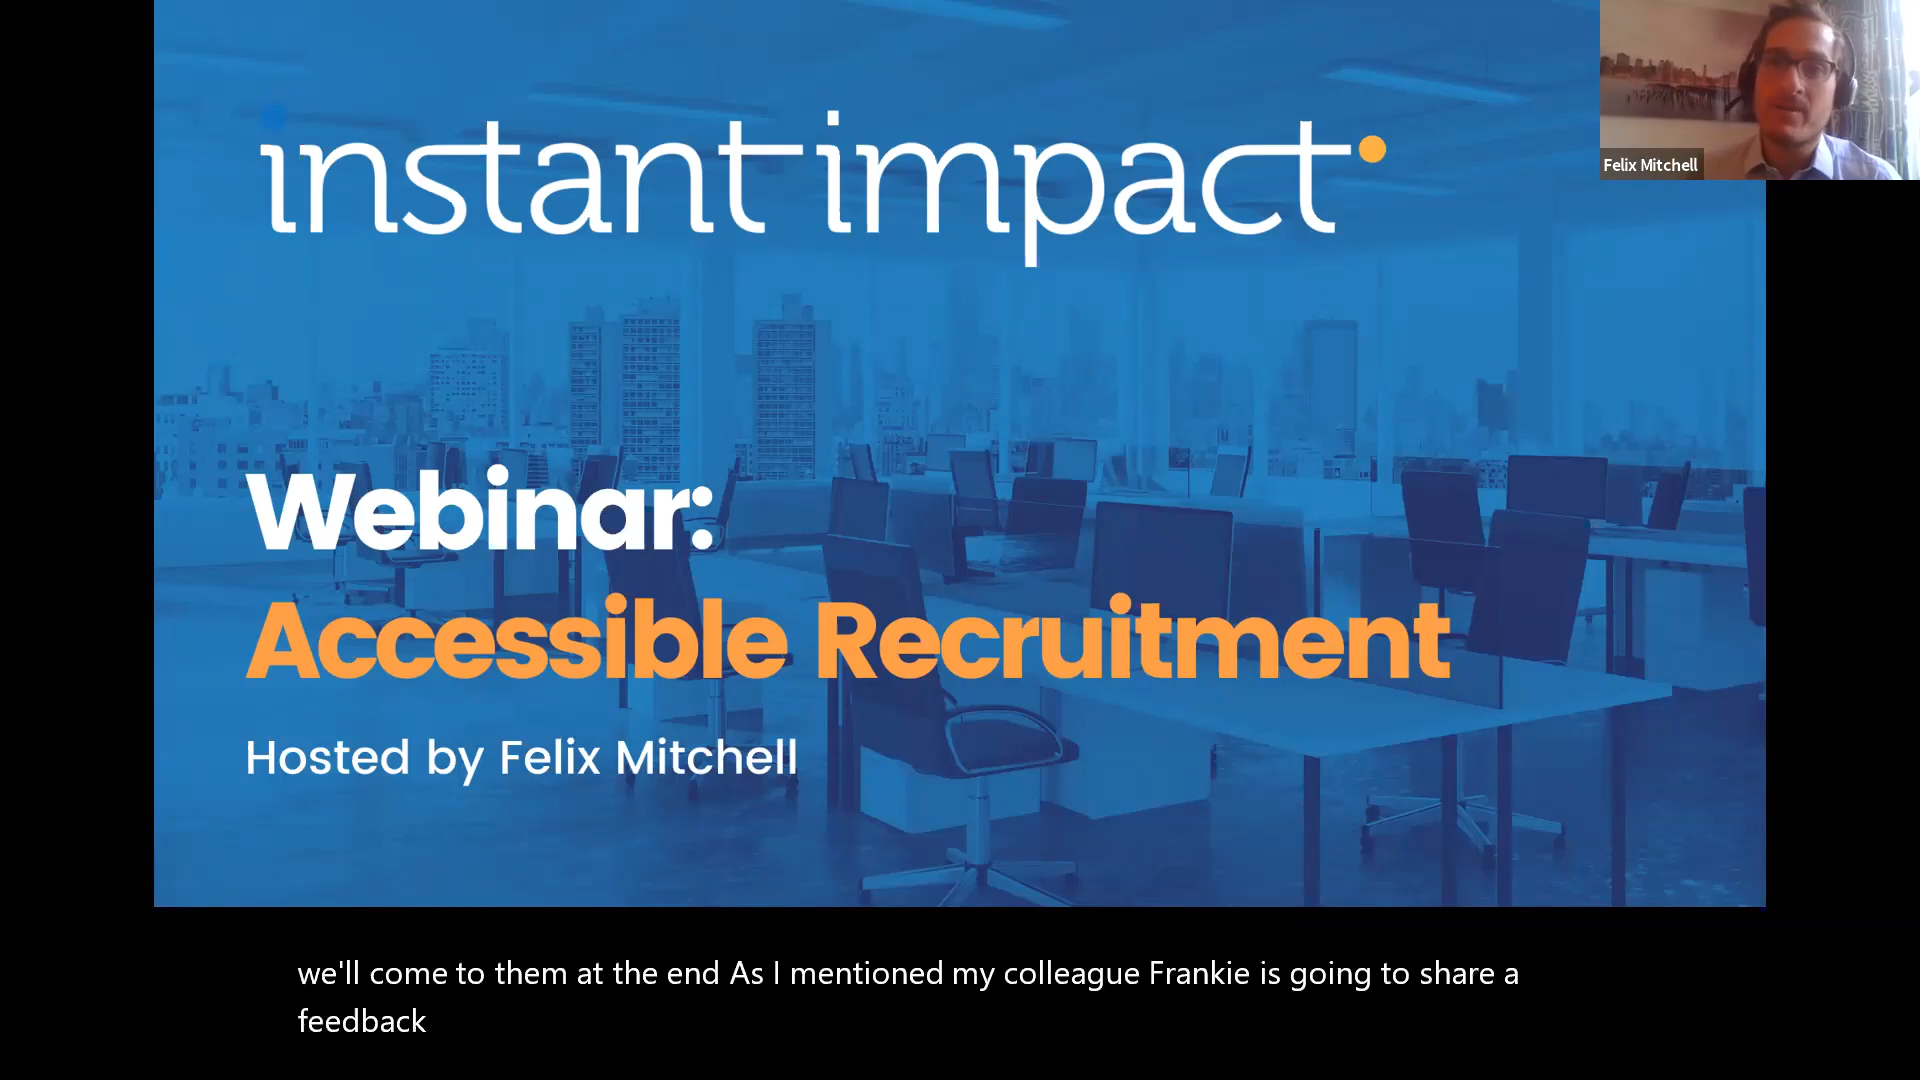 instant impact
Felix Mitchell
Webinar:
Accessible Recruitment
Hosted by Felix Mitchell
we'll come to them at the end As I mentioned my colleague Frankie is going to share a
feedback